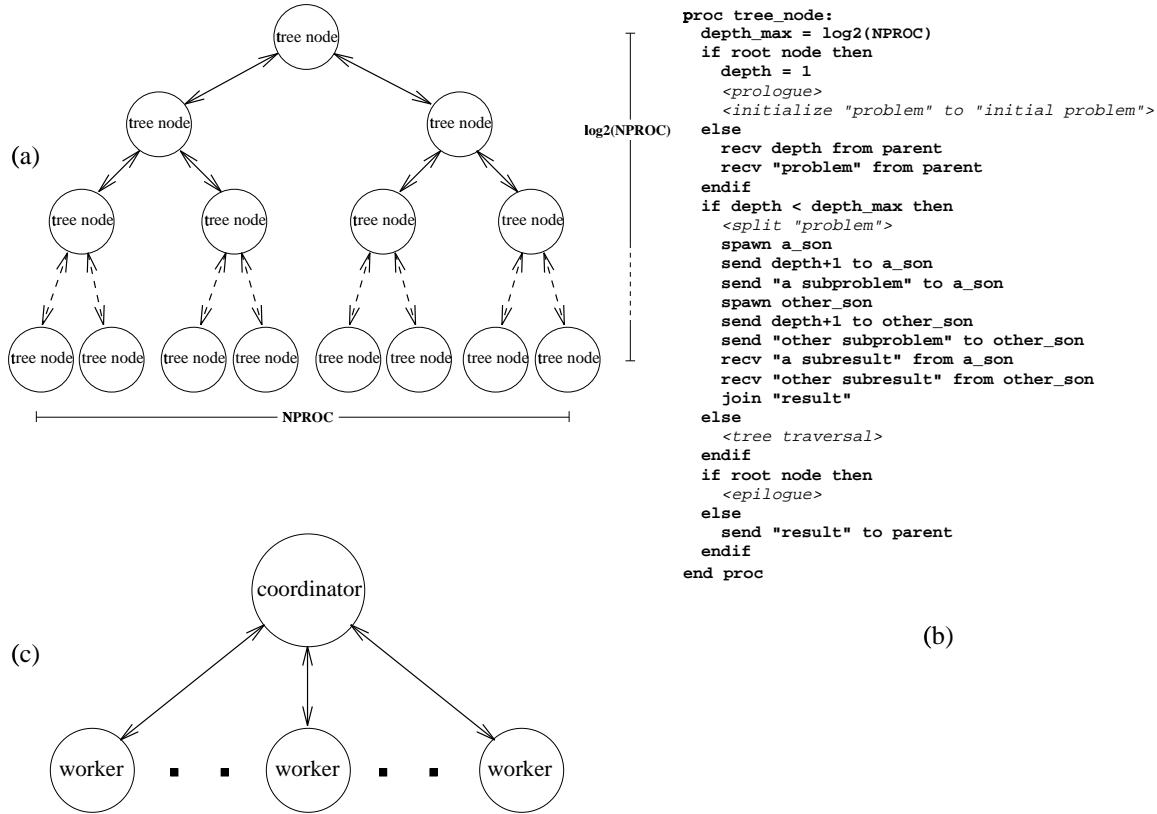 tree node
tree node tree node
log2(NPROC)
(a)
tree node tree node tree node tree node
tree node tree node tree node tree node tree node tree node tree node tree node
NPROC
proc tree_node:
depth_max = log2(NPROC)
if root node then
depth = 1
<prologue>
<initialize "problem" to "initial problem">
else
recv depth from parent
recv "problem" from parent
endif
if depth < depth_max then
<split "problem">
spawn a_son
send depth+1 to a_son
send "a subproblem" to a_son
spawn other_son
send depth+1 to other_son
send "other subproblem" to other_son
recv "a subresult" from a_son
recv "other subresult" from other_son
join "result"
else
<tree traversal>
endif
if root node then
<epilogue>
else
send "result" to parent
endif
end proc
(b)
coordinator
(c)
worker worker worker